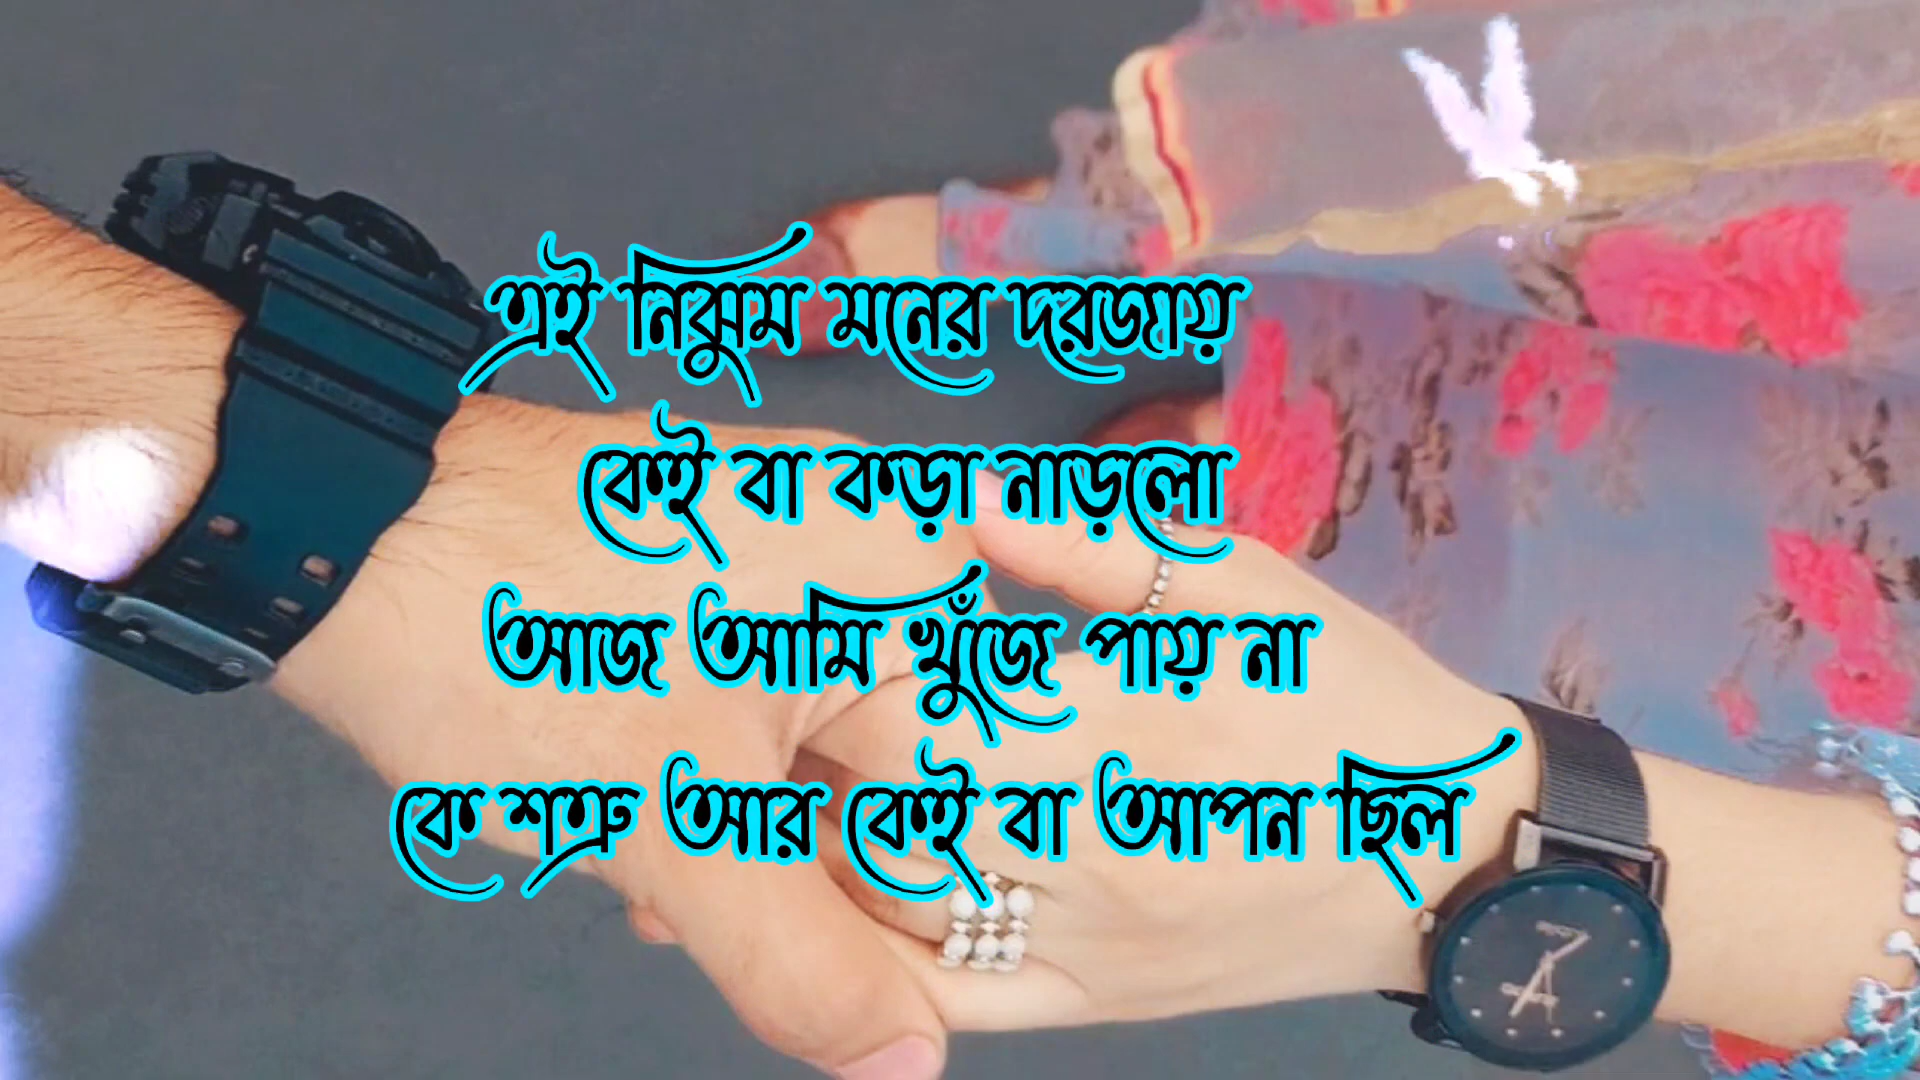 এই নিঝুম মনের দরজায়
কেই বা কড়া নাড়লো
আজ আমি খুঁজে পায় না
কে শত্রু আর কেই বা আপন ছিল